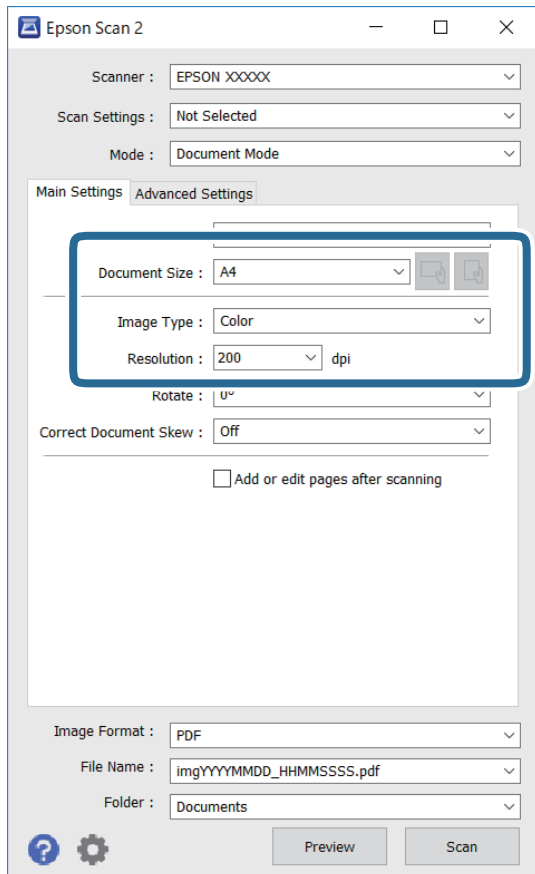 Epson Scan 2
Scanner : EPSON XXXXX
Scan Settings : Not Selected
Mode : Document Mode
Main Settings Advanced Settings
Document Size : A4
Image Type : Color
Resolution : 200 dpi
Rotate : 0°
Correct Document Skew : Off
Add or edit pages after scanning
Image Format : PDF
File Name : imgYYYYMMDD_HHMMSSSS.pdf
Folder : Documents
Preview Scan